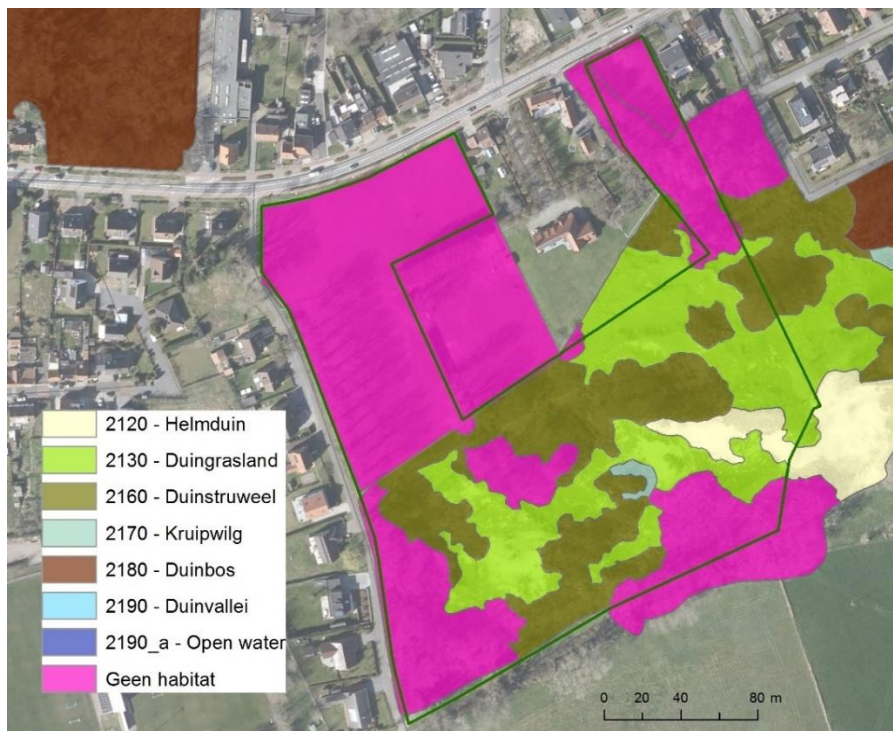 2120 - Helmduin
2130 - Duingrasland
2160 - Duinstruweel
2170 - Kruipwilg
2180 - Duinbos
2190 - Duinvallei
2190_a - Open water
Geen habitat
0 20 40 80 m